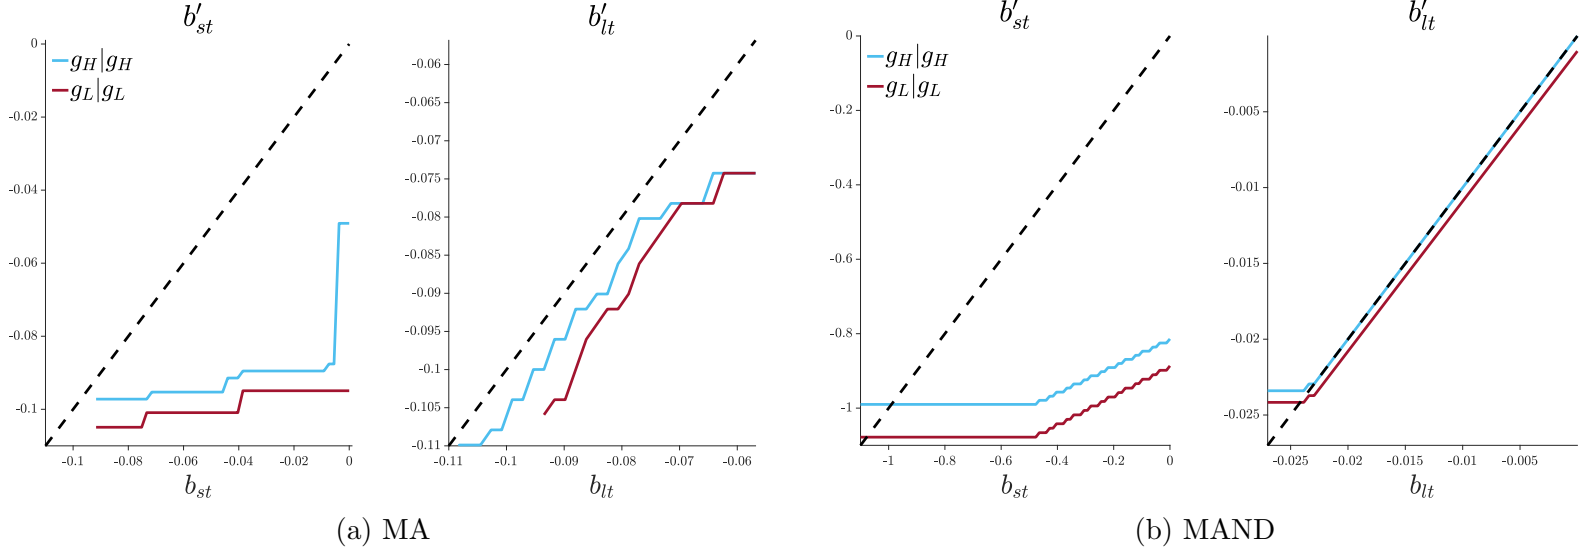 b′st
0
-0.02
-0.04
-0.06
-0.08
-0.1
gH|gH
gL|gL
-0.1 -0.08 -0.06 -0.04 -0.02 0
bst
b′lt
-0.06
-0.065
-0.07
-0.075
-0.08
-0.085
-0.09
-0.095
-0.1
-0.105
-0.11
-0.11 -0.1 -0.09 -0.08 -0.07 -0.06
blt
(a) MA
b′st
0
-0.2
-0.4
-0.6
-0.8
-1
gH|gH
gL|gL
-1 -0.8 -0.6 -0.4 -0.2 0
bst
b′lt
-0.005
-0.01
-0.015
-0.02
-0.025
-0.025 -0.02 -0.015 -0.01 -0.005
blt
(b) MAND